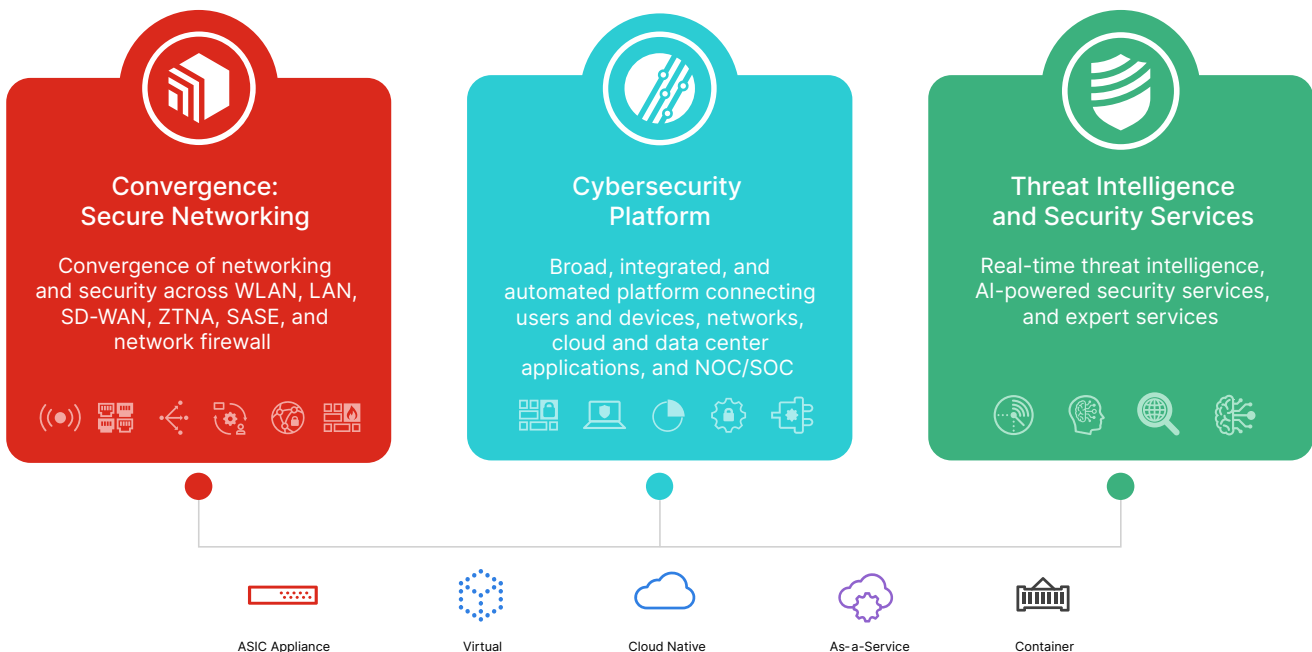 Convergence:
Secure Networking
Convergence of networking
and security across WLAN, LAN,
SD-WAN, ZTNA, SASE, and
network firewall
Cybersecurity
Platform
Broad, integrated, and
automated platform connecting
users and devices, networks,
cloud and data center
applications, and NOC/SOC
Threat Intelligence
and Security Services
Real-time threat intelligence,
AI-powered security services,
and expert services
ASIC Appliance
Virtual
Cloud Native
As-a-Service
Container